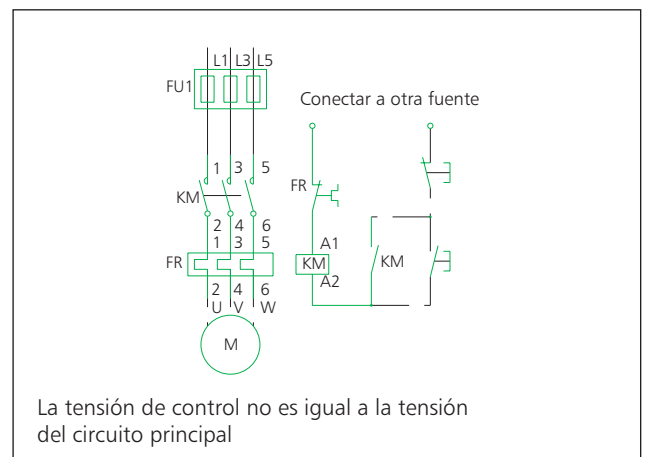 L1 L3 L5
FU1
Conectar a otra fuente
1 3 5
KM
FR
2 4 6
1 3 5
A1
FR
KM
KM
A2
2 4 6
U V W
M
La tensión de control no es igual a la tensión
del circuito principal